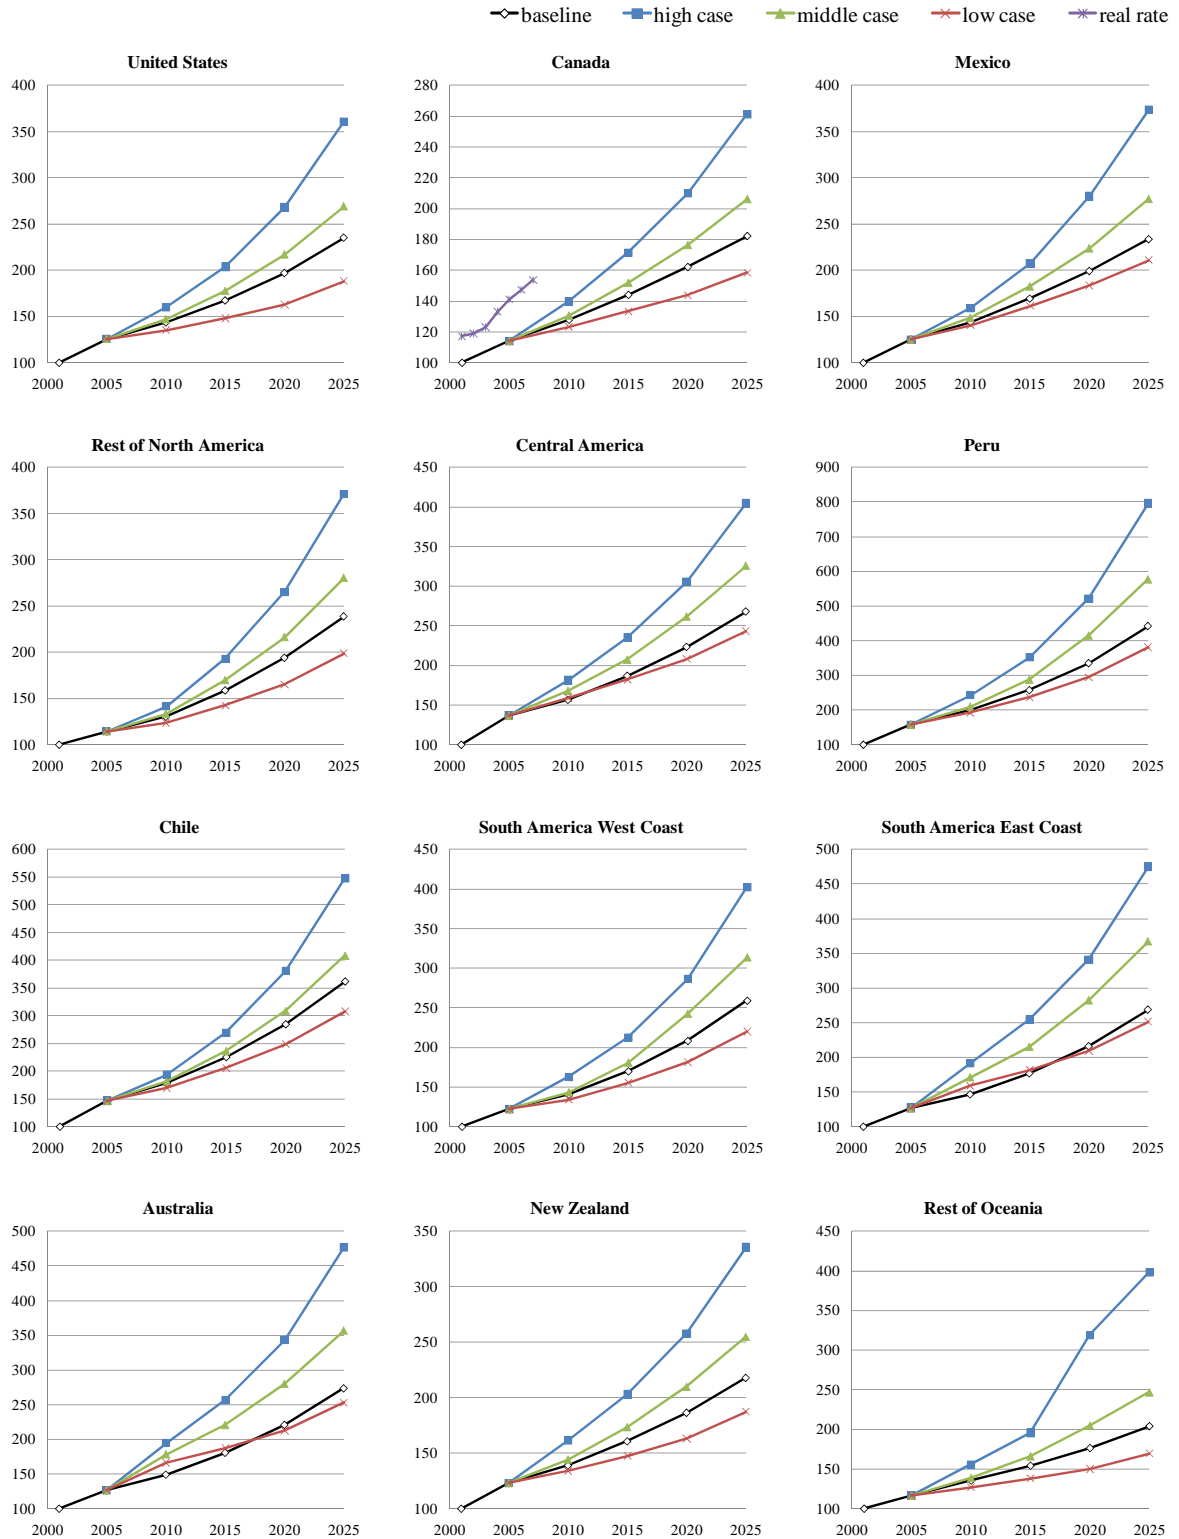 baseline high case middle case low case real rate
United States Canada Mexico
400 280 400
350 260 350
300 240 300
250 220 250
200 200 200
150 180 150
100 160 100
140
120
100
2000 2005 2010 2015 2020 2025 2000 2005 2010 2015 2020 2025 2000 2005 2010 2015 2020 2025
Rest of North America Central America Peru
400 450 900
350 400 800
300 350 700
250 300 600
200 250 500
150 200 400
100 150 300
100 200
100
2000 2005 2010 2015 2020 2025 2000 2005 2010 2015 2020 2025 2000 2005 2010 2015 2020 2025
Chile South America West Coast South America East Coast
600 450 500
550 400 450
500 350 400
450 300 350
400 250 300
350 200 250
300 150 200
250 100 150
200 100
150
100
2000 2005 2010 2015 2020 2025 2000 2005 2010 2015 2020 2025 2000 2005 2010 2015 2020 2025
Australia New Zealand Rest of Oceania
500 350 450
450 300 400
400 250 350
350 200 300
300 150 250
250 100 200
200 150
150 100
100
2000 2005 2010 2015 2020 2025 2000 2005 2010 2015 2020 2025 2000 2005 2010 2015 2020 2025